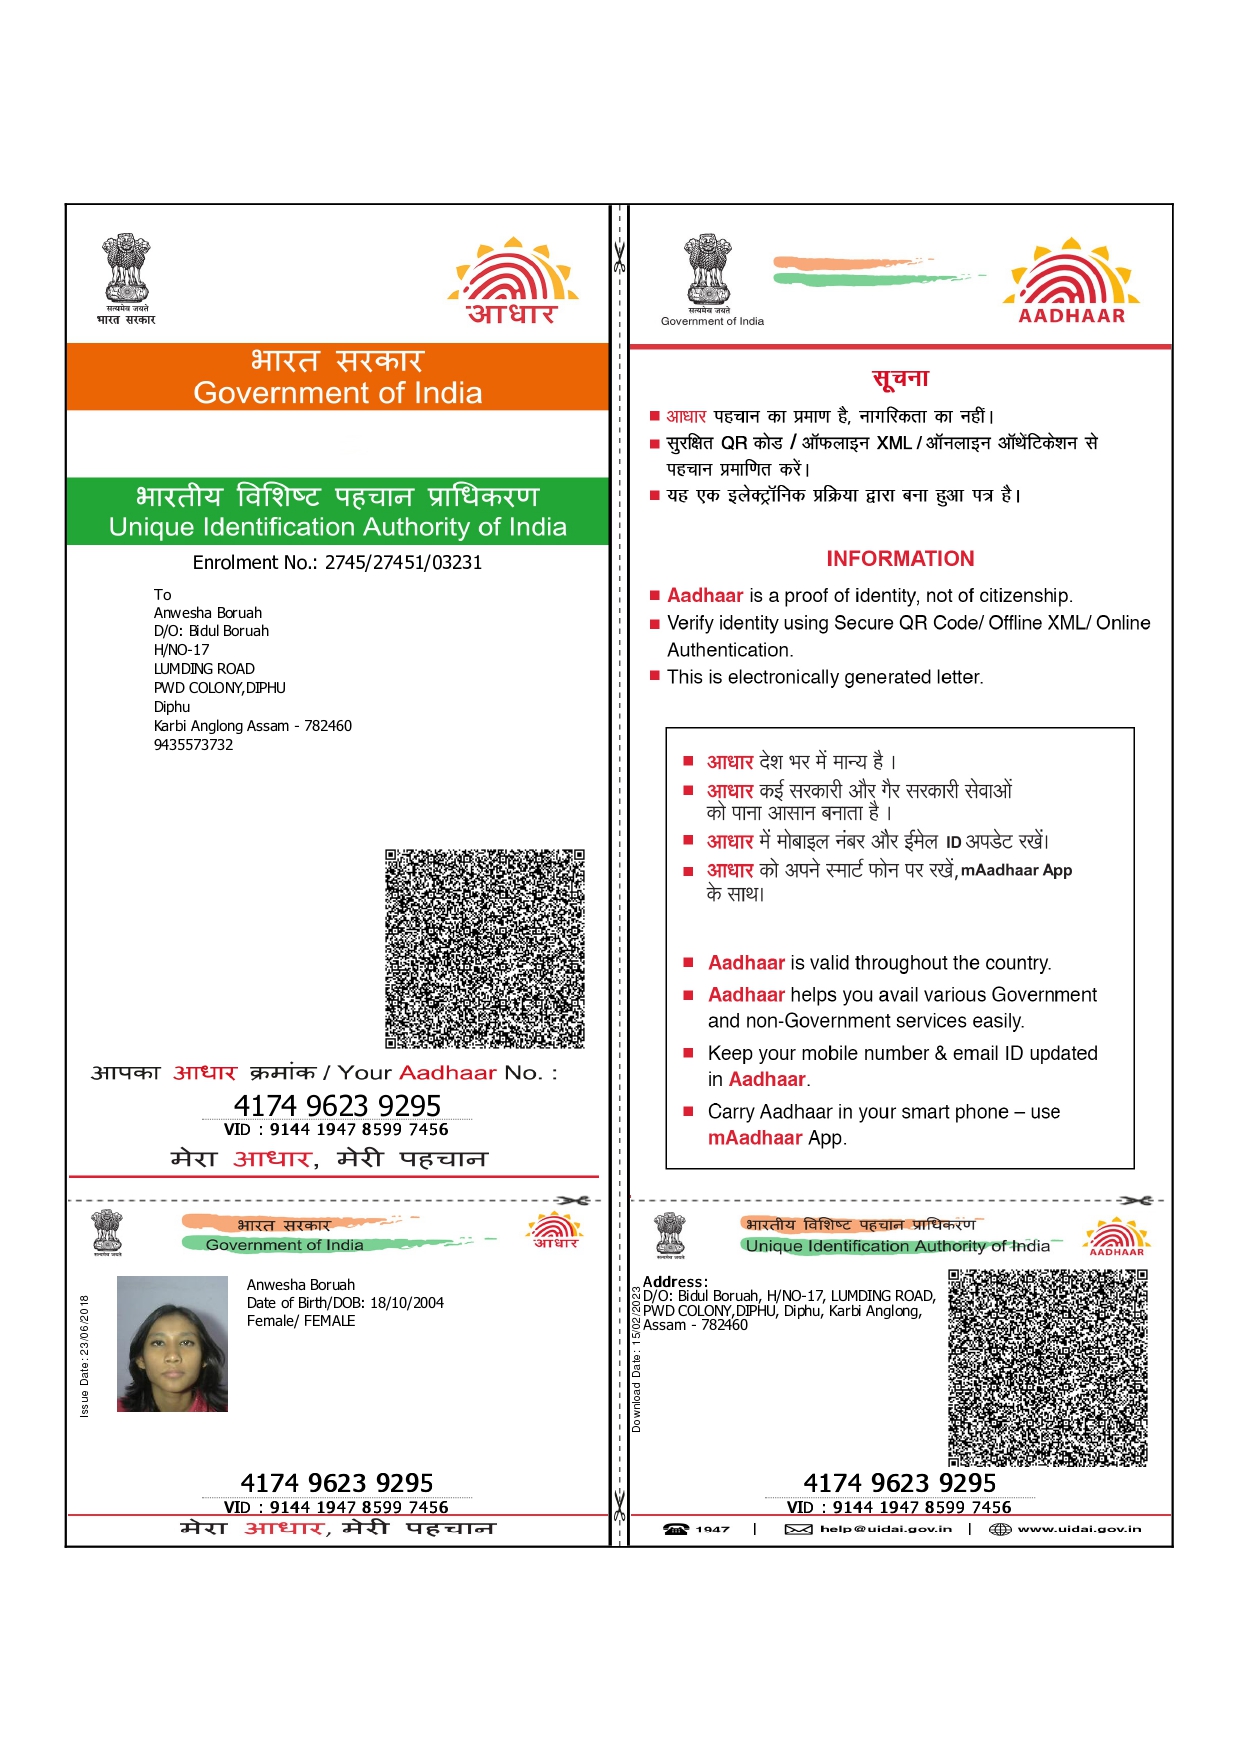 सत्यमेव जयते
भारत सरकार
आधार
भारत सरकार
Government of India
भारतीय विशिष्ट पहचान प्राधिकरण
Unique Identification Authority of India
Enrolment No.: 2745/27451/03231
To
Anwesha Boruah
D/O: Bidul Boruah
H/NO-17
LUMDING ROAD
PWD COLONY,DIPHU
Diphu
Karbi Anglong Assam - 782460
9435573732
आपका आधार क्रमांक / Your Aadhaar No. :
4174 9623 9295
VID : 9144 1947 8599 7456
मेरा आधार, मेरी पहचान
सत्यमेव जयते
Government of India
AADHAAR
सूचना
आधार पहचान का प्रमाण है, नागरिकता का नहीं।
सुरक्षित QR कोड / ऑफलाइन XML / ऑनलाइन ऑथेंटिकेशन से
पहचान प्रमाणित करें।
यह एक इलेक्ट्रॉनिक प्रक्रिया द्वारा बना हुआ पत्र है।
INFORMATION
Aadhaar is a proof of identity, not of citizenship.
Verify identity using Secure QR Code/ Offline XML/ Online
Authentication.
This is electronically generated letter.
आधार देश भर में मान्य है ।
आधार कई सरकारी और गैर सरकारी सेवाओं
को पाना आसान बनाता है ।
आधार में मोबाइल नंबर और ईमेल ID अपडेट रखें।
आधार को अपने स्मार्ट फोन पर रखें, mAadhaar App
के साथ।
Aadhaar is valid throughout the country.
Aadhaar helps you avail various Government
and non-Government services easily.
Keep your mobile number & email ID updated
in Aadhaar.
Carry Aadhaar in your smart phone – use
mAadhaar App.
सत्यमेव जयते
भारत सरकार
Government of India
आधार
Issue Date: 23/06/2018
Anwesha Boruah
Date of Birth/DOB: 18/10/2004
Female/ FEMALE
4174 9623 9295
VID : 9144 1947 8599 7456
मेरा आधार, मेरी पहचान
सत्यमेव जयते
भारतीय विशिष्ट पहचान प्राधिकरण
Unique Identification Authority of India
AADHAAR
Download Date: 15/02/2023
Address:
D/O: Bidul Boruah, H/NO-17, LUMDING ROAD,
PWD COLONY,DIPHU, Diphu, Karbi Anglong,
Assam - 782460
4174 9623 9295
VID : 9144 1947 8599 7456
1947 | help@uidai.gov.in | www.uidai.gov.in